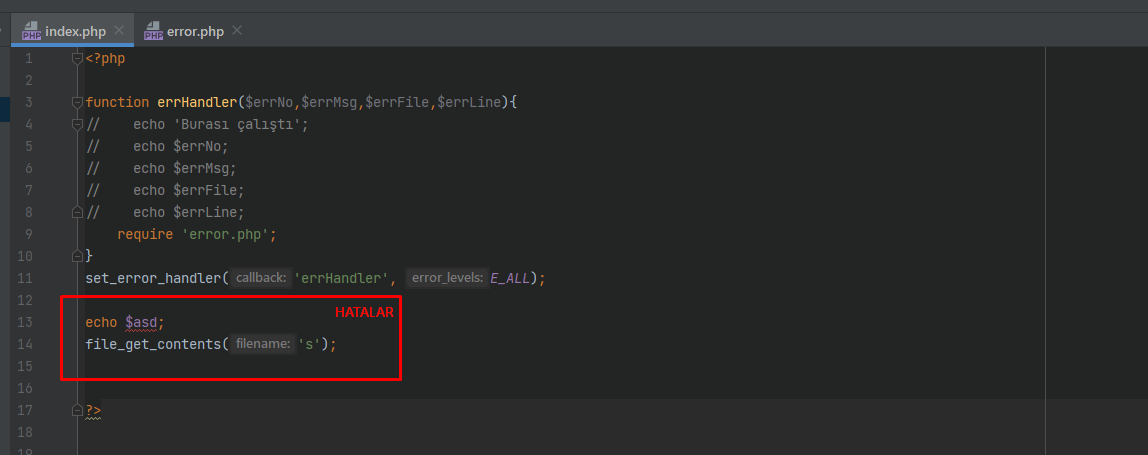 index.php error.php
1 <?php
2
3 function errHandler($errNo,$errMsg,$errFile,$errLine){
4 // echo 'Burası çalıştı';
5 // echo $errNo;
6 // echo $errMsg;
7 // echo $errFile;
8 // echo $errLine;
9 require 'error.php';
10 }
11 set_error_handler( callback: 'errHandler', error_levels: E_ALL);
12 HATALAR
13 echo $asd;
14 file_get_contents( filename: 's');
15
16
17 ?>
18